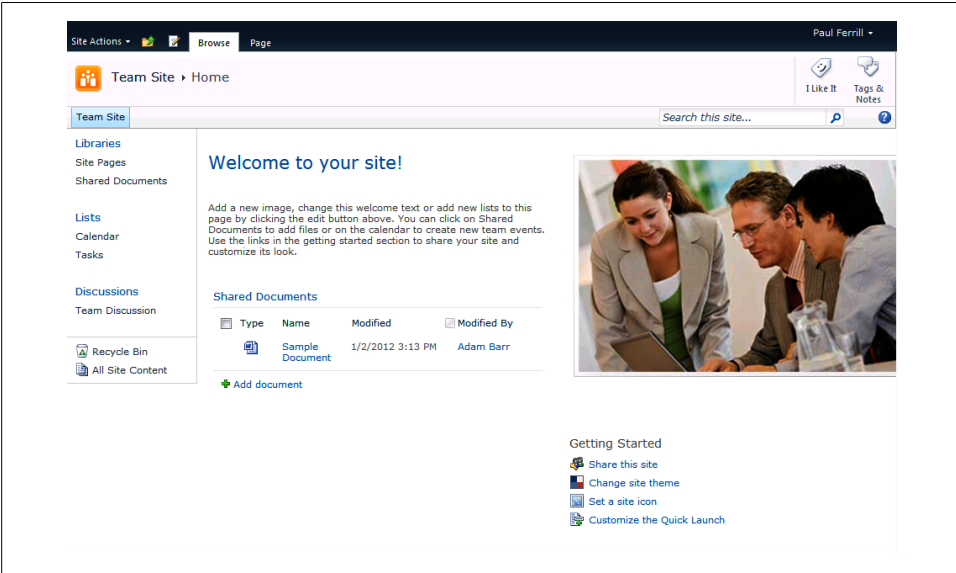 Paul Ferrill
Site Actions
Browse
Page
Team Site
Home
I Like It
Tags &
Notes
Team Site
Search this site...
Libraries
Site Pages
Shared Documents
Lists
Calendar
Tasks
Discussions
Team Discussion
Recycle Bin
All Site Content
Welcome to your site!
Add a new image, change this welcome text or add new lists to this
page by clicking the edit button above. You can click on Shared
Documents to add files or on the calendar to create new team events.
Use the links in the getting started section to share your site and
customize its look.
Shared Documents
Type Name Modified Modified By
Sample 1/2/2012 3:13 PM Adam Barr
Document
Add document
Getting Started
Share this site
Change site theme
Set a site icon
Customize the Quick Launch